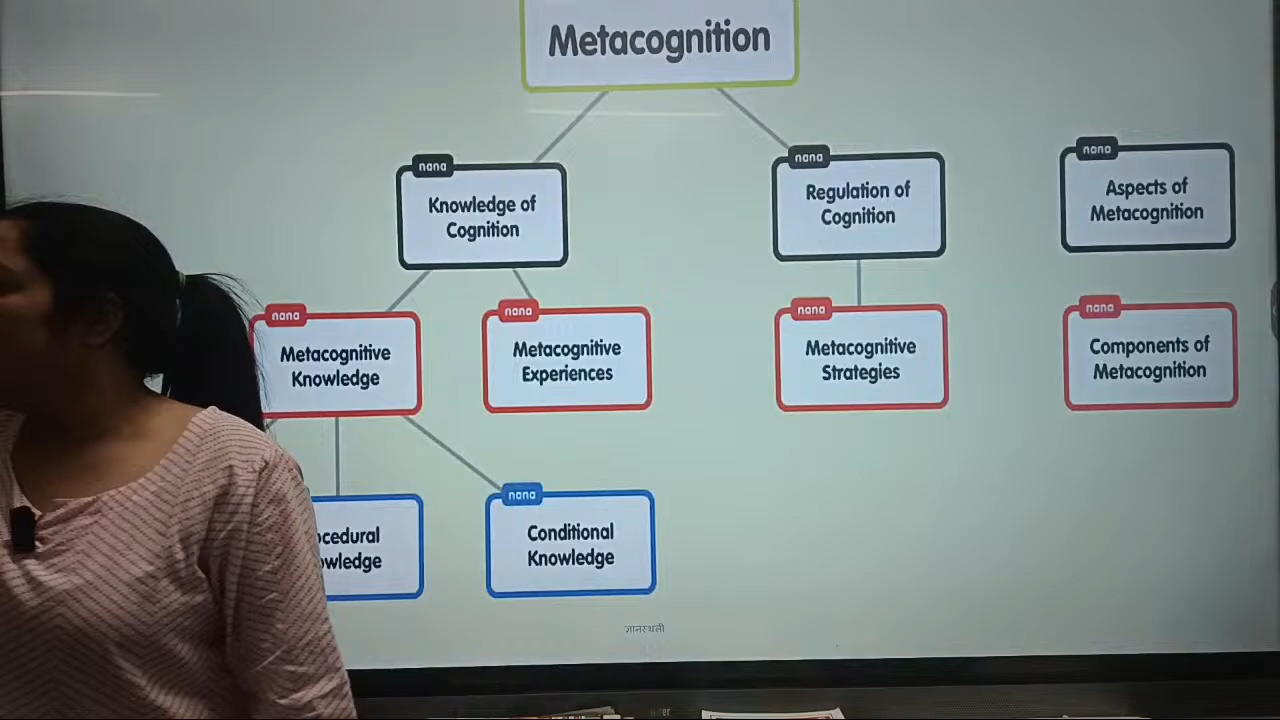 Metacognition
nana
Knowledge of
Cognition
nana
Regulation of
Cognition
nana
Aspects of
Metacognition
nana
Metacognitive
Knowledge
nana
Metacognitive
Experiences
nana
Metacognitive
Strategies
nana
Components of
Metacognition
ocedural
wledge
nana
Conditional
Knowledge
ज्ञानस्थली